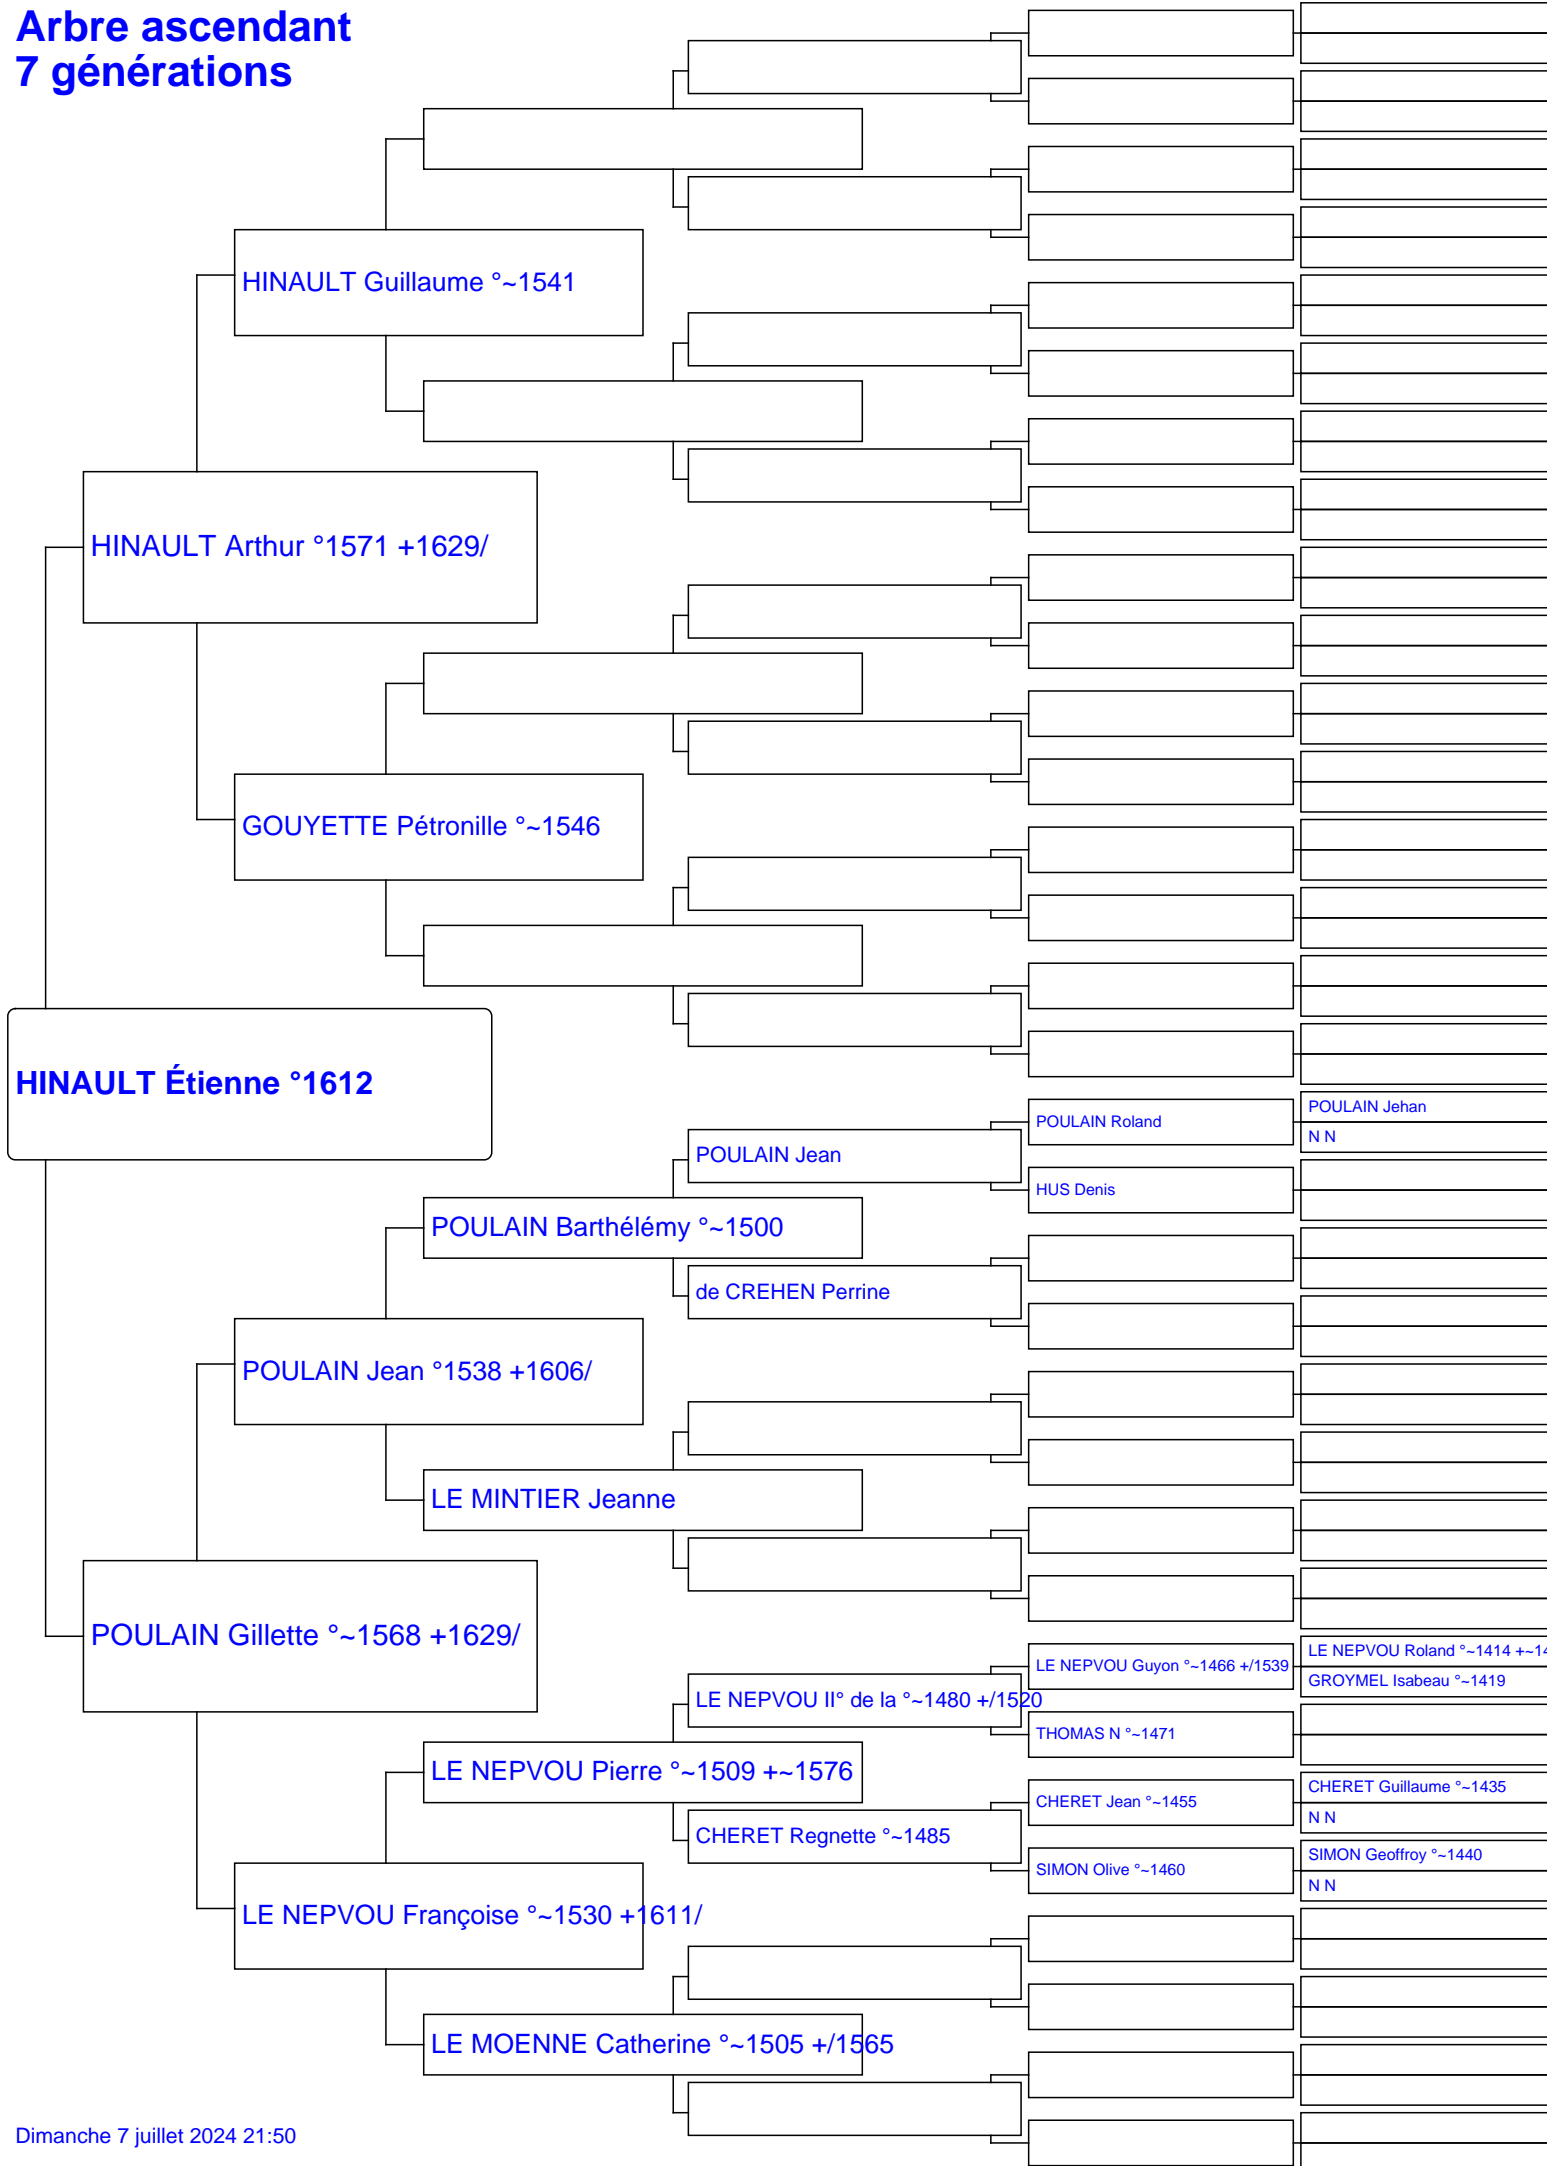 Arbre ascendant
7 générations
HINAULT Guillaume °~1541
HINAULT Arthur °1571 +1629/
GOUYETTE Pétronille °~1546
HINAULT Étienne °1612
POULAIN Jehan
POULAIN Roland
N N
POULAIN Jean
HUS Denis
POULAIN Barthélémy °~1500
de CREHEN Perrine
POULAIN Jean °1538 +1606/
LE MINTIER Jeanne
POULAIN Gillette °~1568 +1629/
LE NEPVOU Roland °~1414 +~14
LE NEPVOU Guyon °~1466 +/1539
GROYMEL Isabeau °~1419
LE NEPVOU II° de la °~1480 +/1520
THOMAS N °~1471
LE NEPVOU Pierre °~1509 +~1576
CHERET Guillaume °~1435
CHERET Jean °~1455
N N
CHERET Regnette °~1485
SIMON Geoffroy °~1440
SIMON Olive °~1460
N N
LE NEPVOU Françoise °~1530 +1611/
LE MOENNE Catherine °~1505 +/1565
Dimanche 7 juillet 2024 21:50